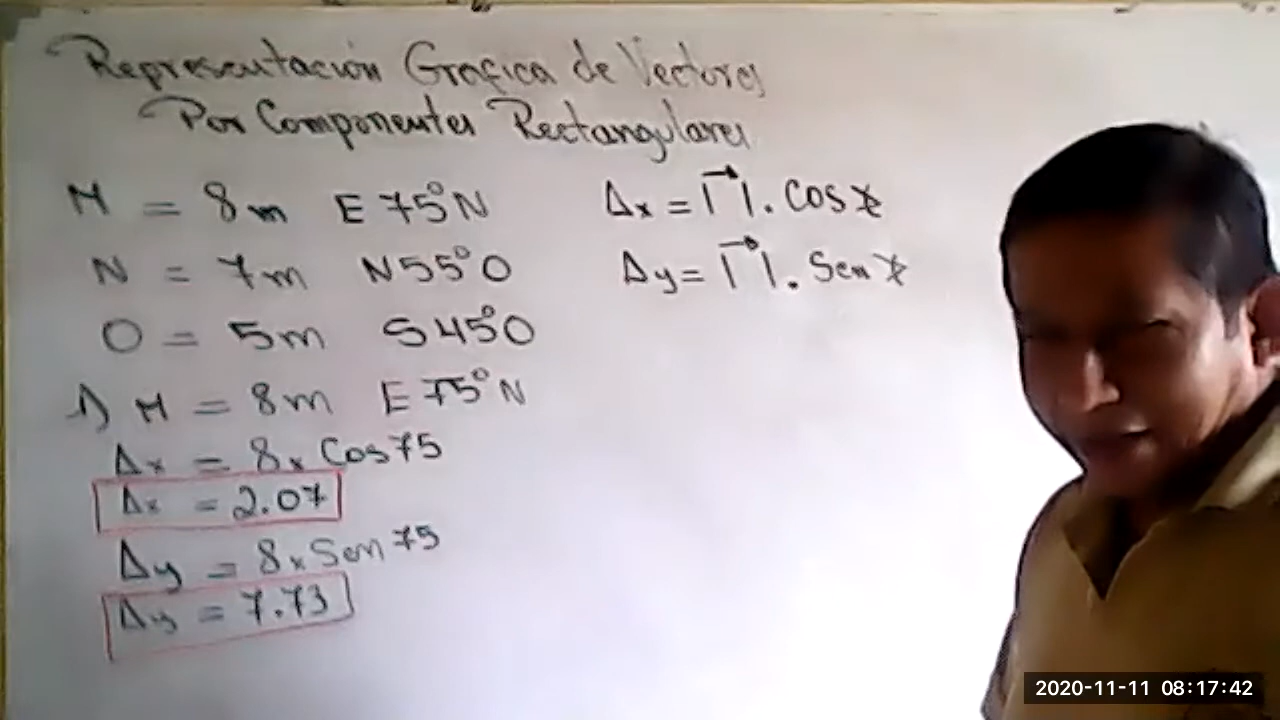 Representación Grafica de Vectores
Por Componentes Rectangulares
M = 8m E 75° N
N = 7m N 55° O
O = 5m S 45° O
1) M = 8m E 75° N
Δx = 8 x Cos 75
Δx = 2.07
Δy = 8 x Sen 75
Δy = 7.73
Δx = |→|. Cos ∡
Δy = |→|. Sen ∡
2020-11-11 08:17:42